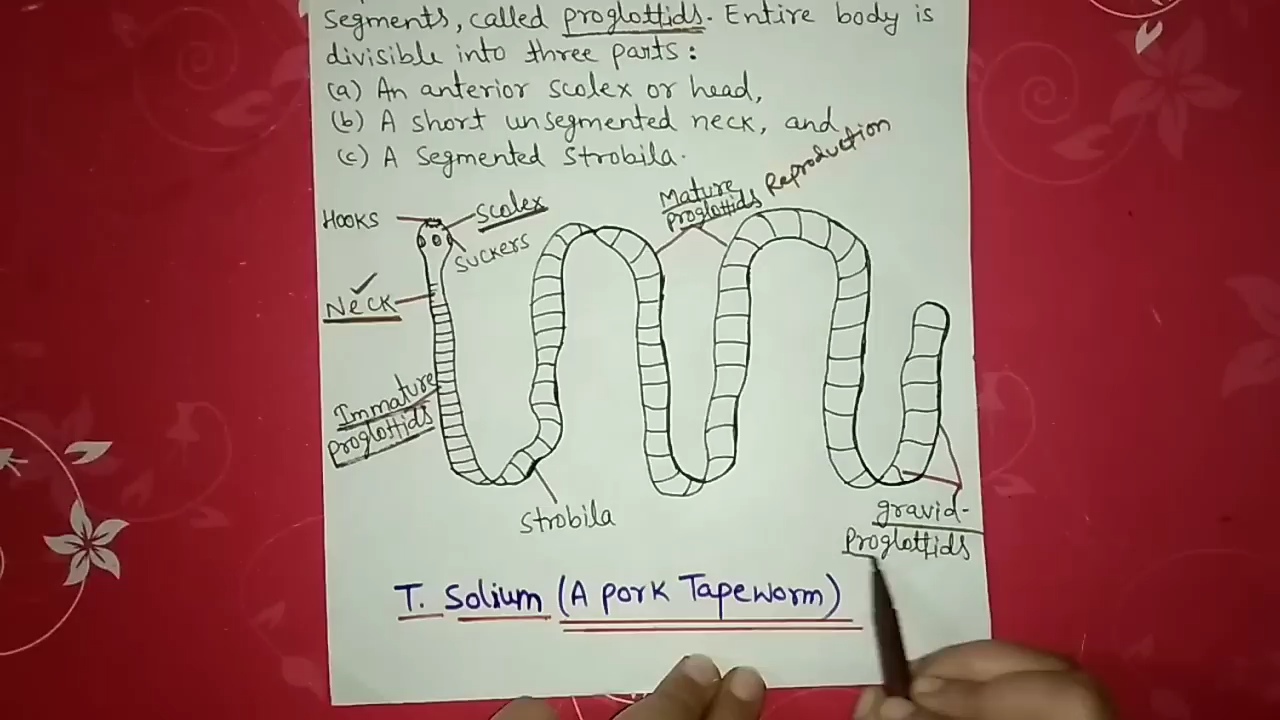 segments, called proglottids. Entire body is
divisible into three parts:
(a) An anterior scolex or head,
(b) A short unsegmented neck, and
(c) A segmented strobila.
Mature Reproduction
proglottids
HOOKS
scolex
suckers
Neck
Immature
proglottids
strobila
gravid-
Proglottids
T. Solium (A pork Tapeworm)